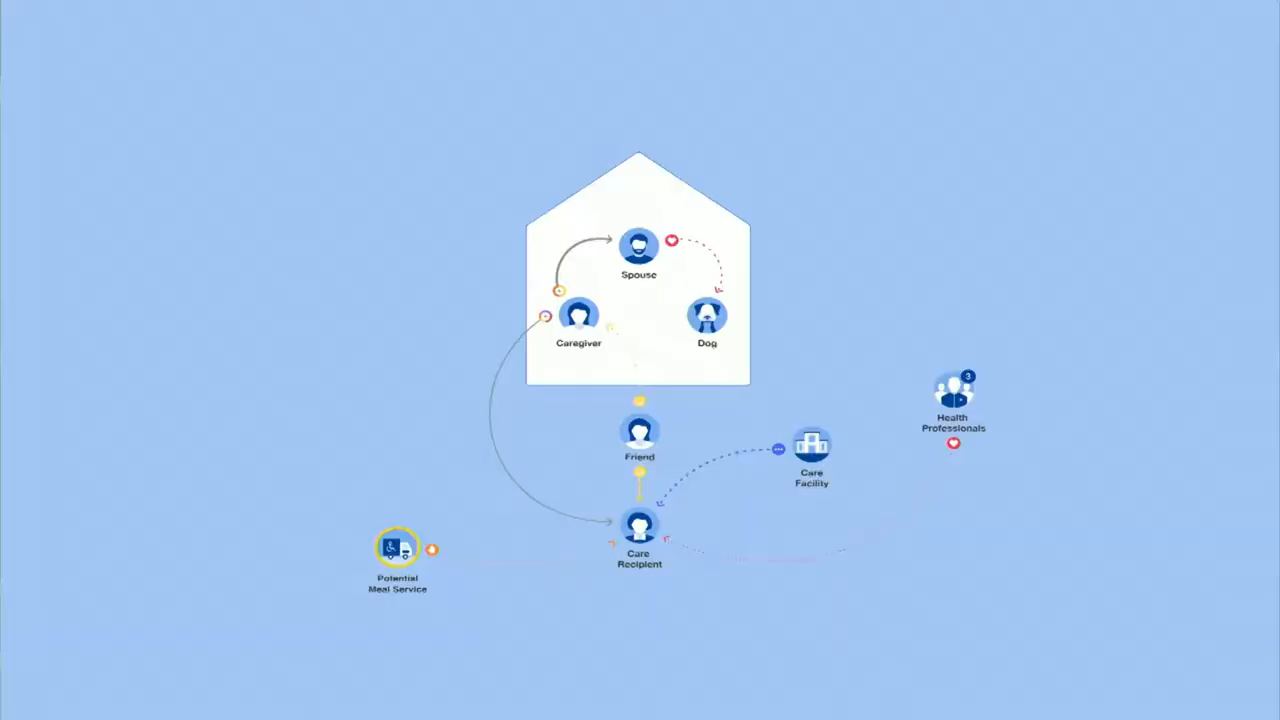 Spouse
Caregiver
Dog
3
Health
Professionals
Friend
Care
Facility
Care
Recipient
Potential
Meal Service